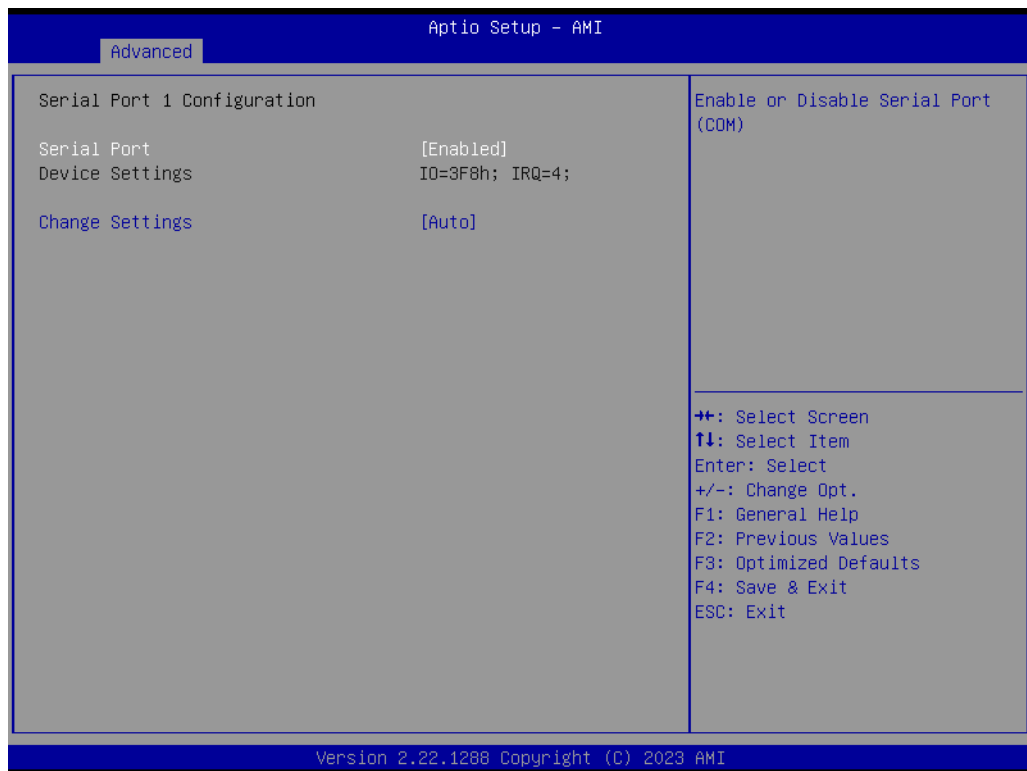 Aptio Setup – AMI
Advanced
Serial Port 1 Configuration
Serial Port [Enabled]
Device Settings IO=3F8h; IRQ=4;
Change Settings [Auto]
Enable or Disable Serial Port
(COM)
→←: Select Screen
↑↓: Select Item
Enter: Select
+/-: Change Opt.
F1: General Help
F2: Previous Values
F3: Optimized Defaults
F4: Save & Exit
ESC: Exit
Version 2.22.1288 Copyright (C) 2023 AMI